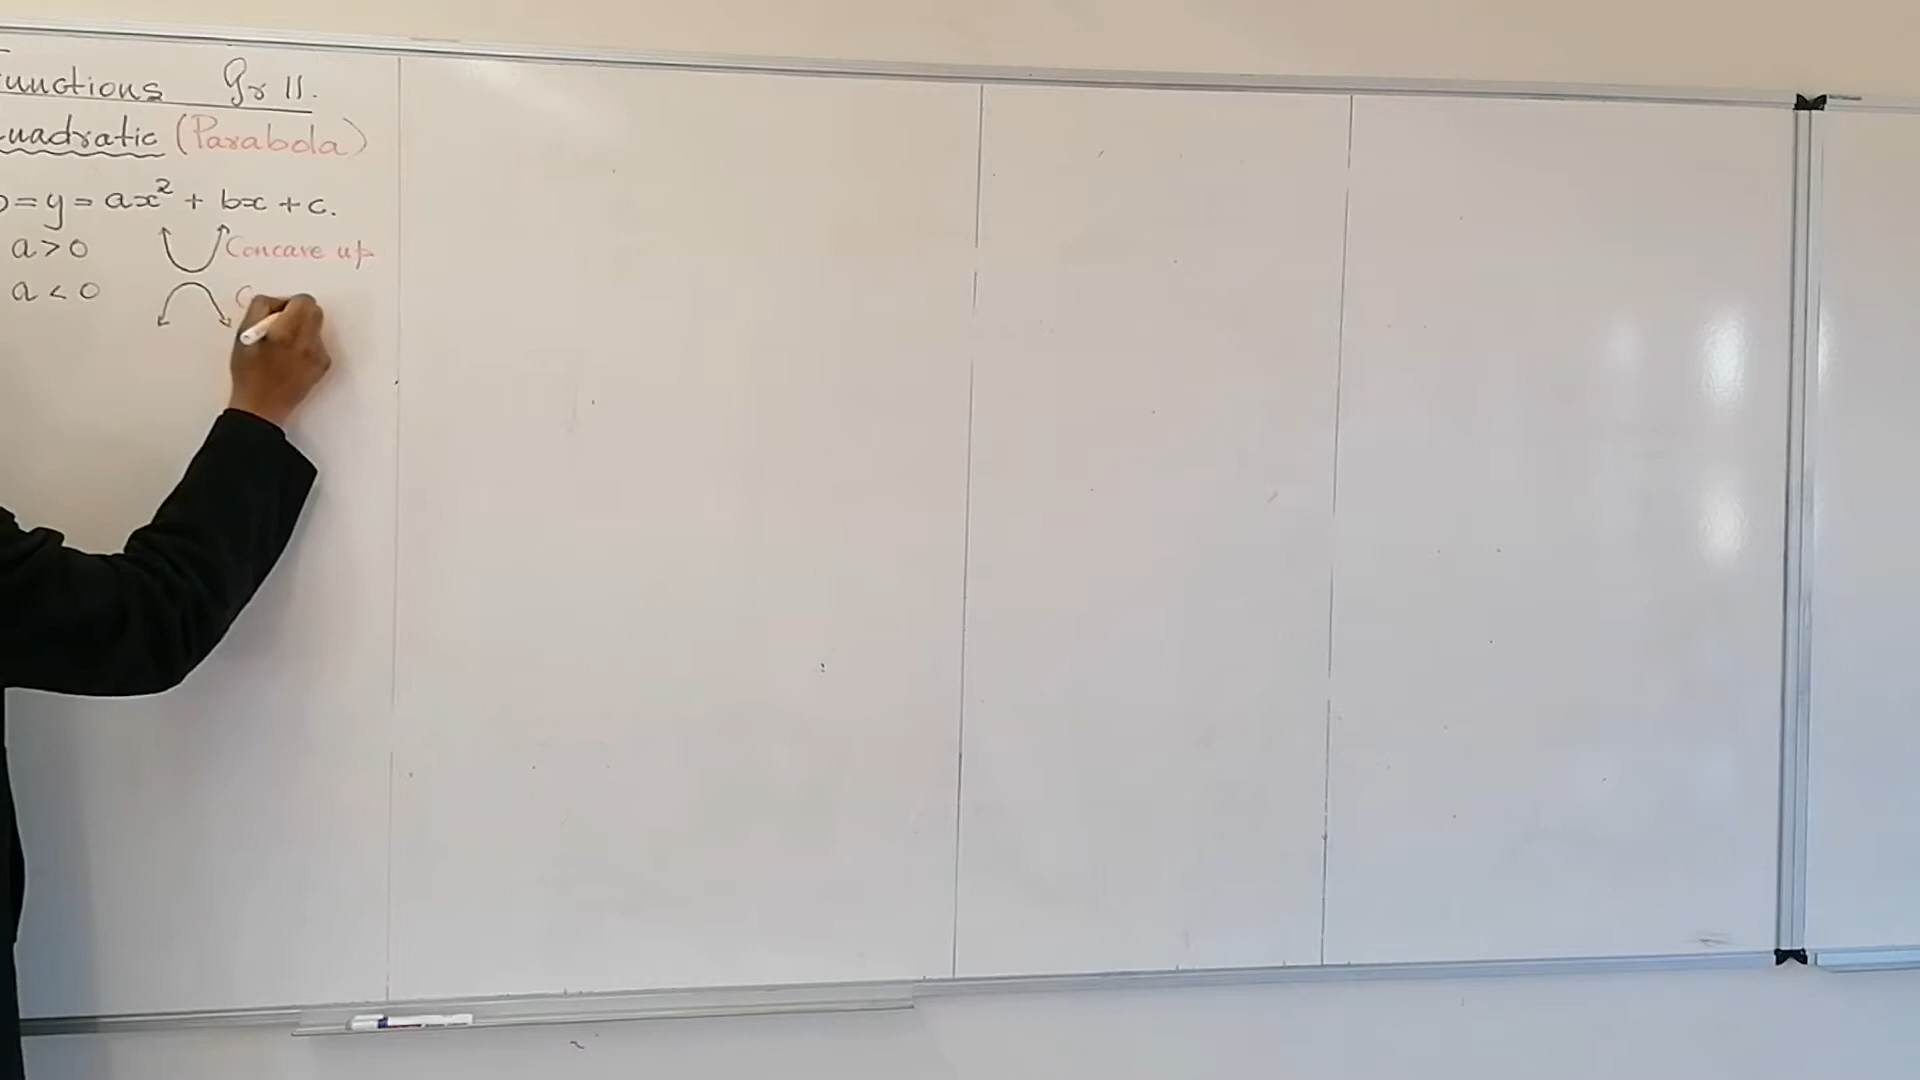 Functions Gr 11.
Quadratic (Parabola)
= y = ax² + bx + c.
a > 0 Concave up
a < 0 C